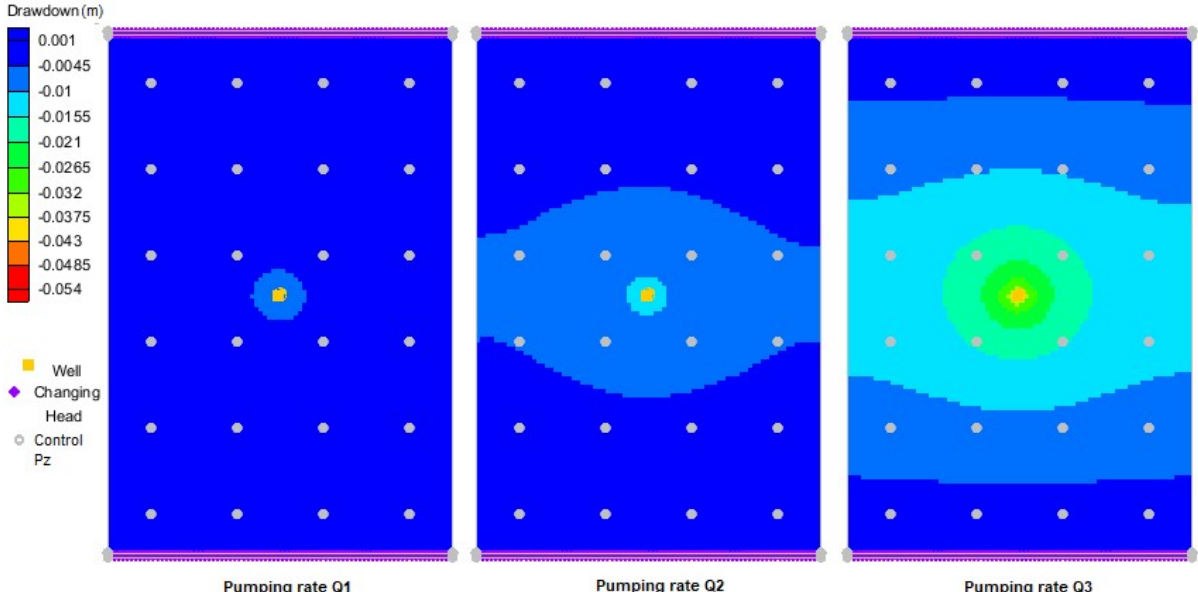 Drawdown (m)
0.001
-0.0045
-0.01
-0.0155
-0.021
-0.0265
-0.032
-0.0375
-0.043
-0.0485
-0.054
Well
Changing
Head
Control
Pz
Pumping rate Q1
Pumping rate Q2
Pumping rate Q3